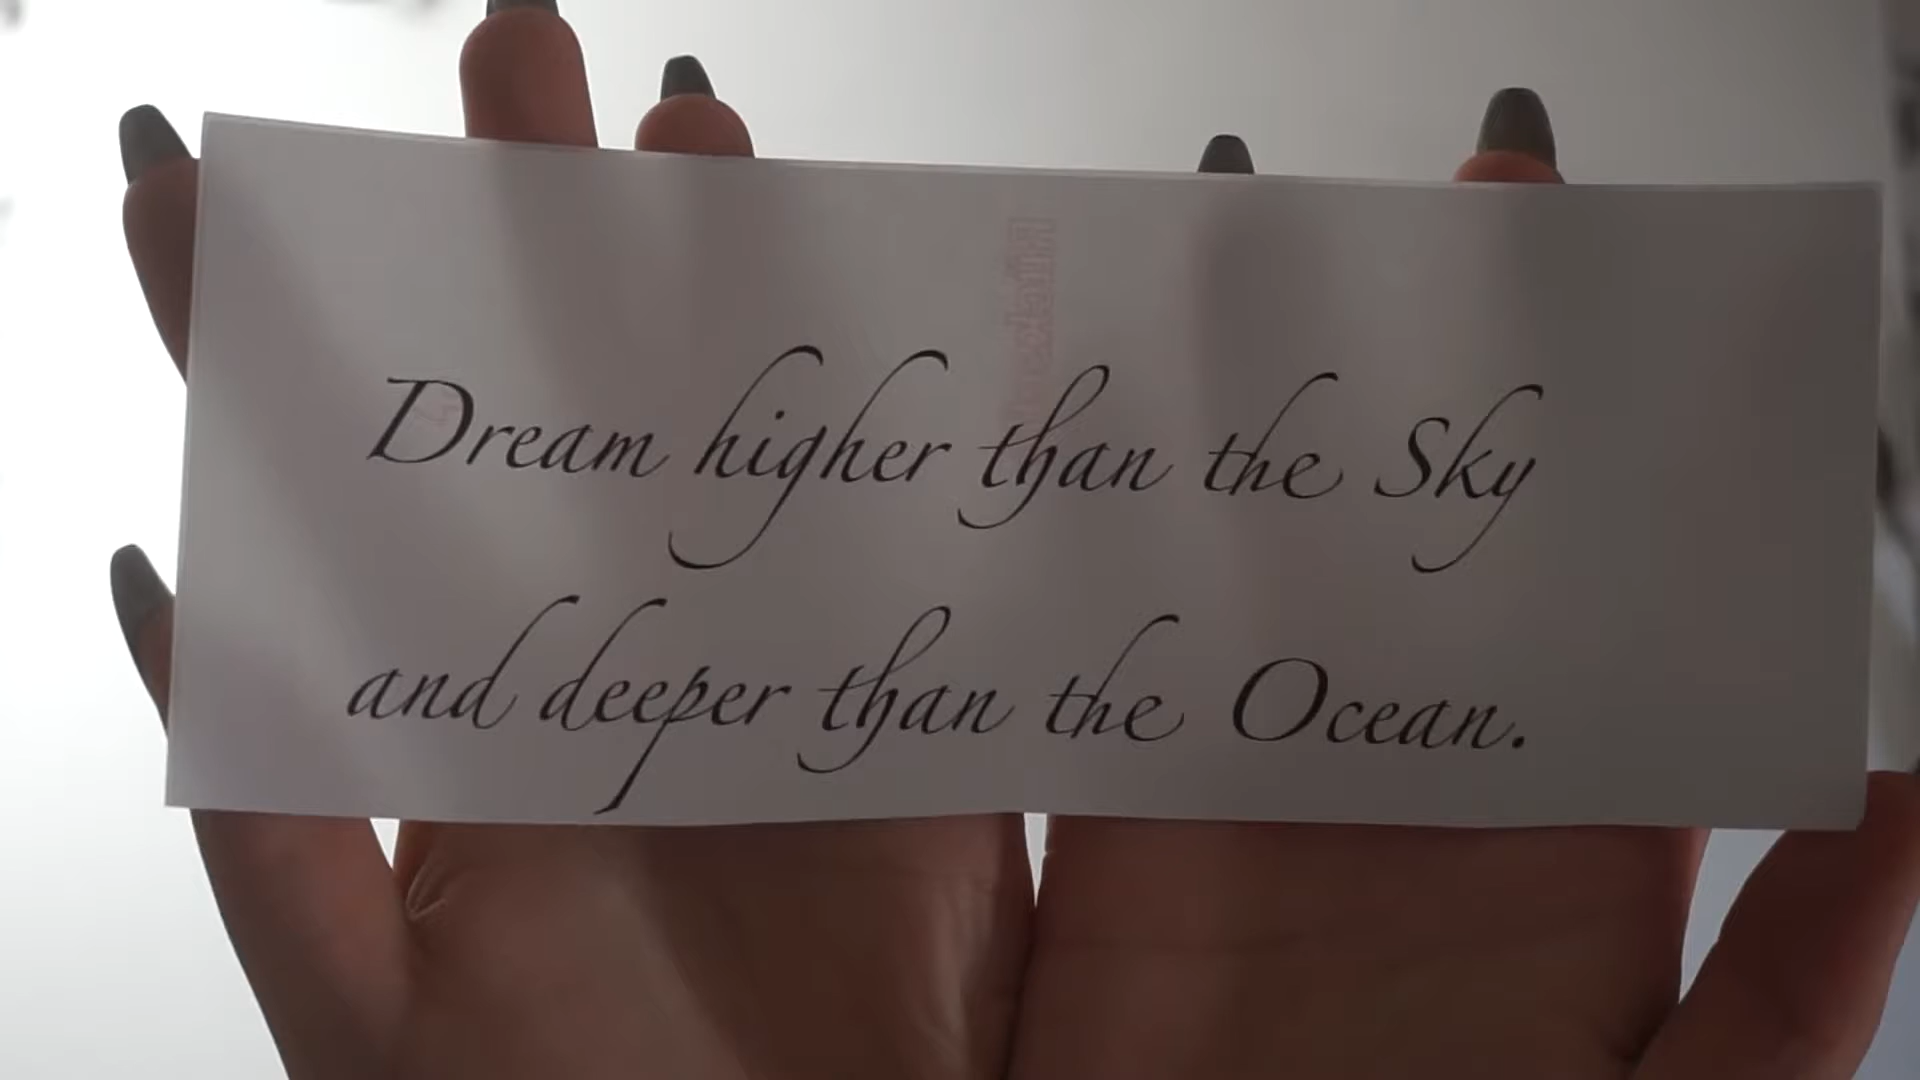 Dream higher than the Sky
and deeper than the Ocean.